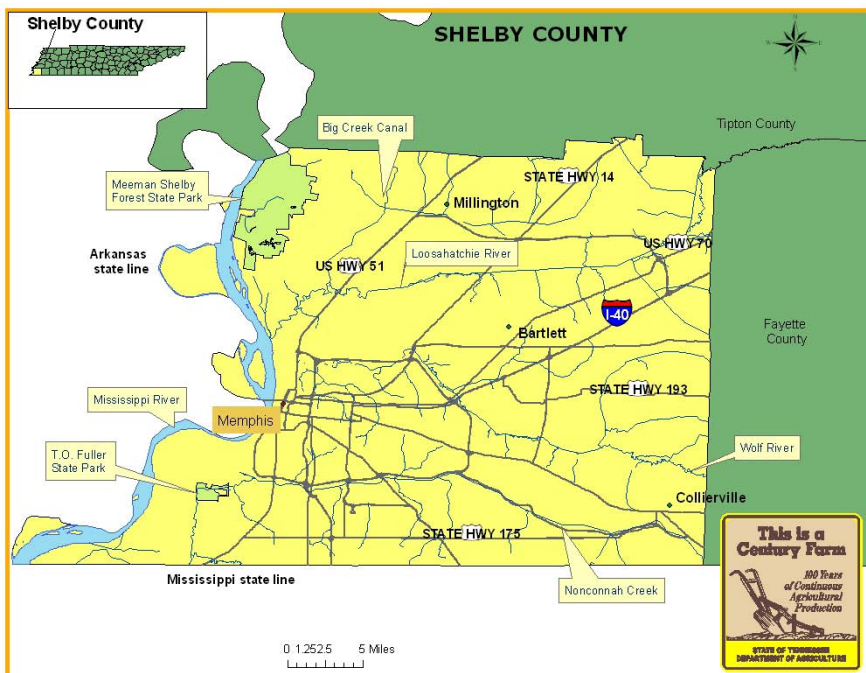 Shelby County
SHELBY COUNTY
N
W
E
S
Tipton County
Big Creek Canal
STATE HWY 14
Meeman Shelby
Forest State Park
Millington
Arkansas
state line
US HWY 51
Loosahatchie River
US HWY 70
I-40
Bartlett
Fayette
County
Mississippi River
Memphis
STATE HWY 193
T.O. Fuller
State Park
Wolf River
Collierville
STATE HWY 175
Mississippi state line
Nonconnah Creek
This is a
Century Farm
100 Years
of Continuous
Agricultural
Production
STATE OF TENNESSEE
DEPARTMENT OF AGRICULTURE
0 1.252.5 5 Miles